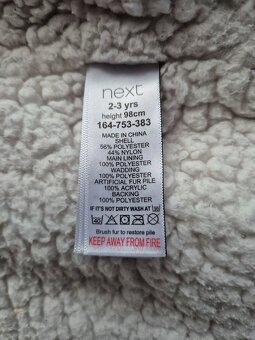 next
2-3 yrs
height 98cm
164-753-383
MADE IN CHINA
SHELL
56% POLYESTER
44% NYLON
MAIN LINING
100% POLYESTER
WADDING
100% POLYESTER
ARTIFICIAL FUR PILE
100% ACRYLIC
BACKING
100% POLYESTER
IF IT'S NOT DIRTY WASH AT 30
Brush fur to restore pile
KEEP AWAY FROM FIRE